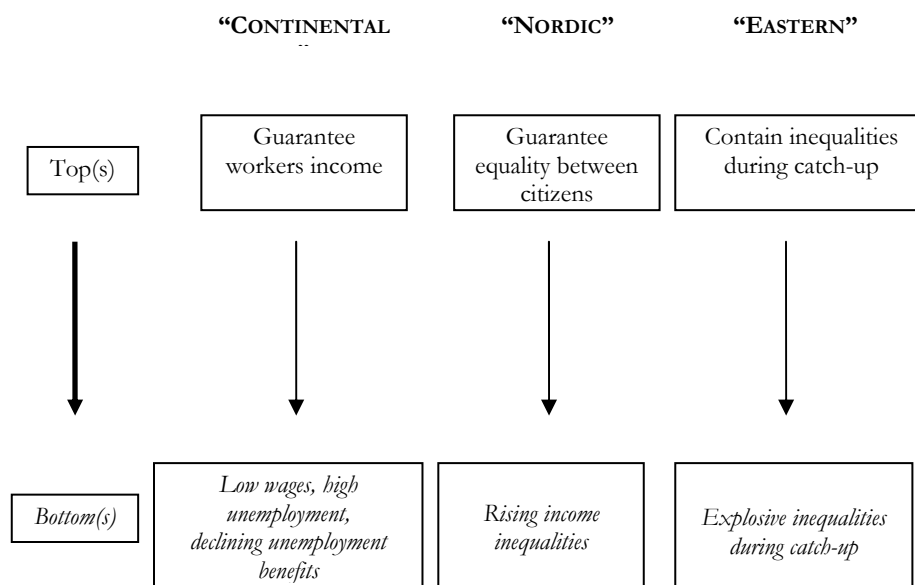 “CONTINENTAL
”
“NORDIC”
“EASTERN”
Top(s)
Guarantee
workers income
Guarantee
equality between
citizens
Contain inequalities
during catch-up
Bottom(s)
Low wages, high
unemployment,
declining unemployment
benefits
Rising income
inequalities
Explosive inequalities
during catch-up